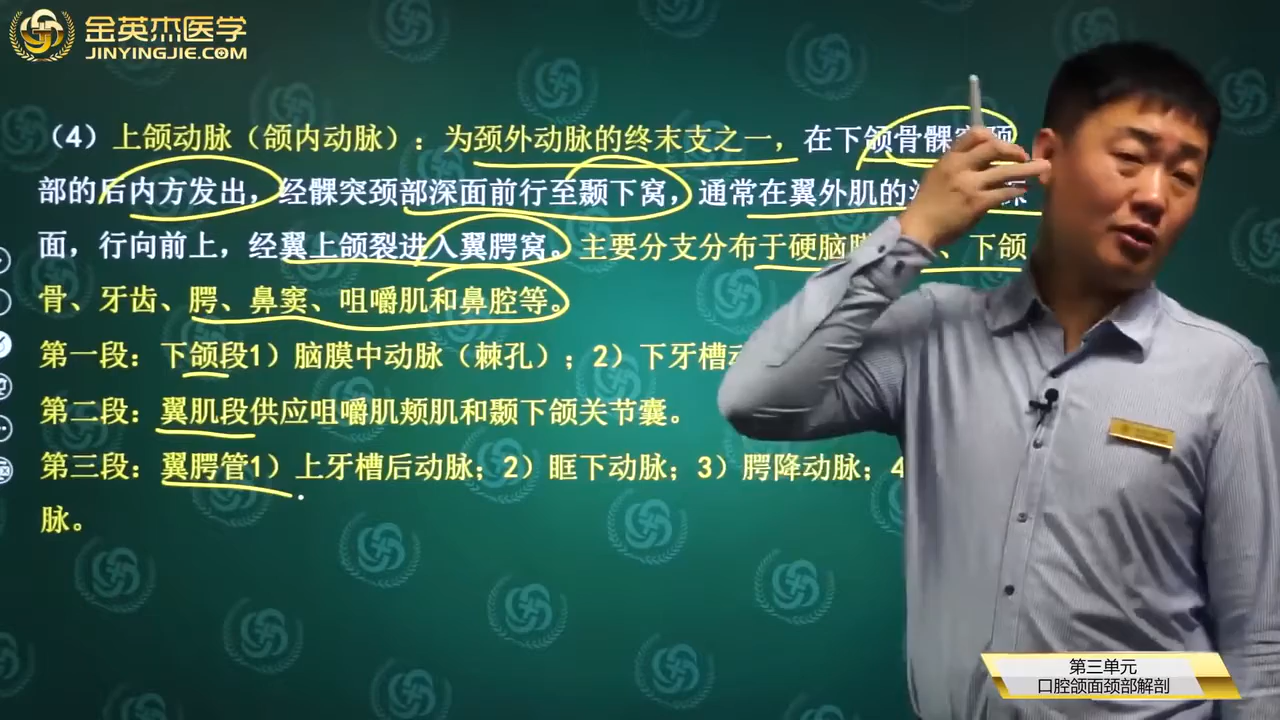 金英杰医学
JINYINGJIE.COM
（4）上颌动脉（颌内动脉）：为颈外动脉的终末支之一，在下颌骨髁突颈
部的后内方发出，经髁突颈部深面前行至颞下窝，通常在翼外肌的
面，行向前上，经翼上颌裂进入翼腭窝。主要分支分布于硬脑膜、下颌
骨、牙齿、腭、鼻窦、咀嚼肌和鼻腔等。
第一段：下颌段1）脑膜中动脉（棘孔）；2）下牙槽
第二段：翼肌段供应咀嚼肌颊肌和颞下颌关节囊。
第三段：翼腭管1）上牙槽后动脉；2）眶下动脉；3）腭降动脉；4
脉。
第三单元
口腔颌面颈部解剖